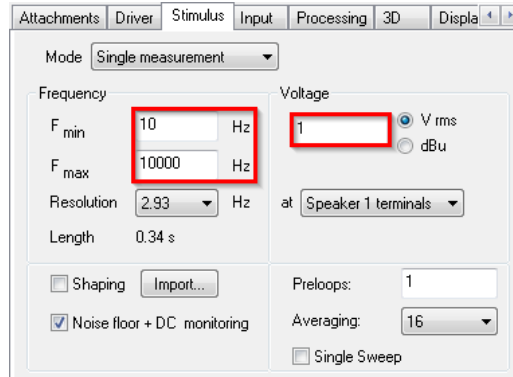 Attachments Driver Stimulus Input Processing 3D Displa
Mode Single measurement
Frequency Voltage
F min 10 Hz 1 V rms
dBu
F max 10000 Hz
Resolution 2.93 Hz at Speaker 1 terminals
Length 0.34 s
Shaping Import... Preloops: 1
Noise floor + DC monitoring Averaging: 16
Single Sweep